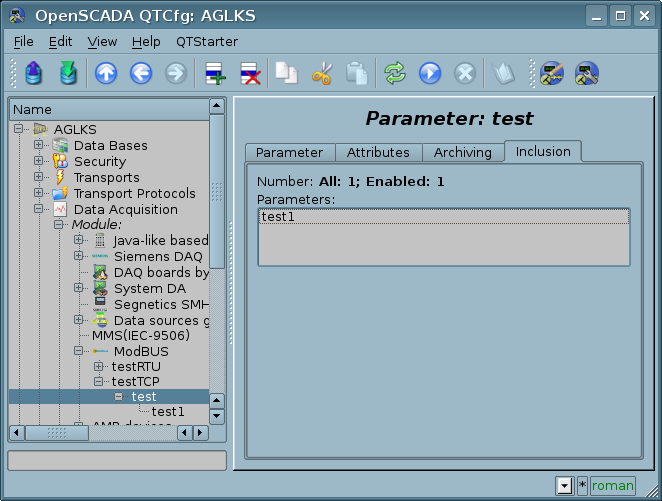 OpenSCADA QTCfg: AGLKS
File Edit View Help QTStarter
Name
AGLKS
Data Bases
Security
Transports
Transport Protocols
Data Acquisition
Module:
Java-like based
Siemens DAQ
DAQ boards by
System DA
Segnetics SMH
Data sources g
MMS(IEC-9506)
ModBUS
testRTU
testTCP
test
test1
Parameter: test
Parameter Attributes Archiving Inclusion
Number: All: 1; Enabled: 1
Parameters:
test1
* roman